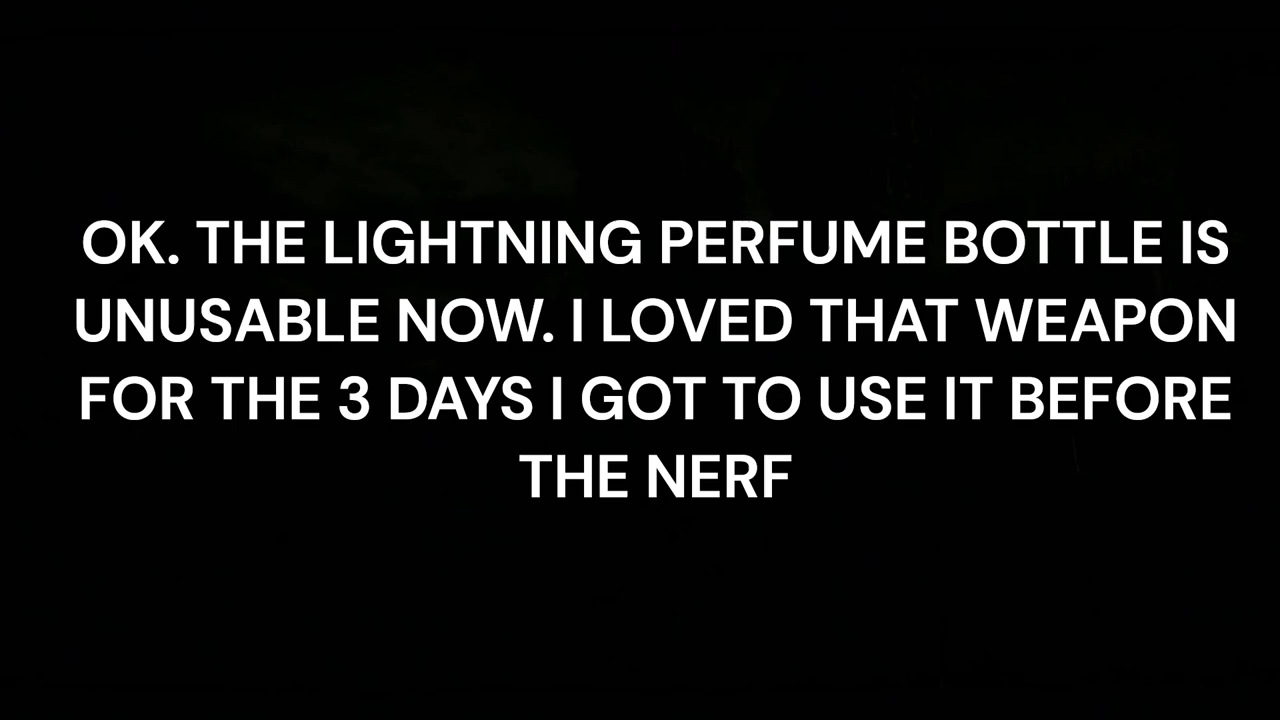 OK. THE LIGHTNING PERFUME BOTTLE IS
UNUSABLE NOW. I LOVED THAT WEAPON
FOR THE 3 DAYS I GOT TO USE IT BEFORE
THE NERF